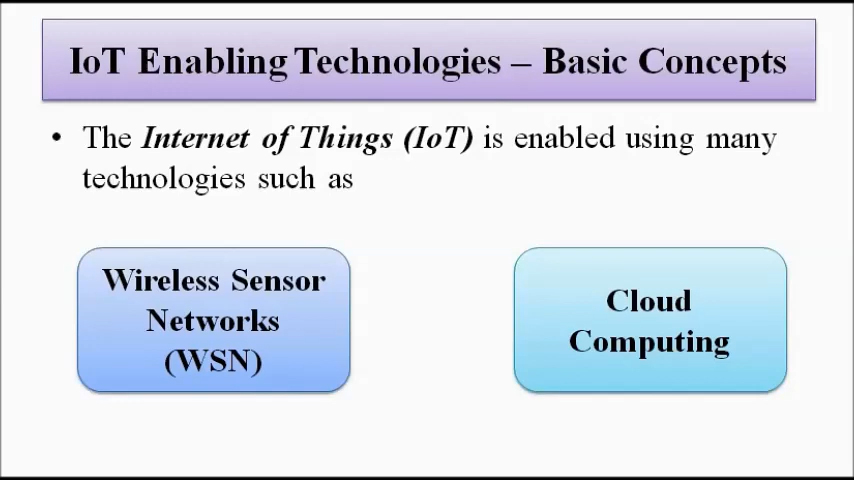 IoT Enabling Technologies – Basic Concepts
• The Internet of Things (IoT) is enabled using many
technologies such as
Wireless Sensor
Networks
(WSN)
Cloud
Computing